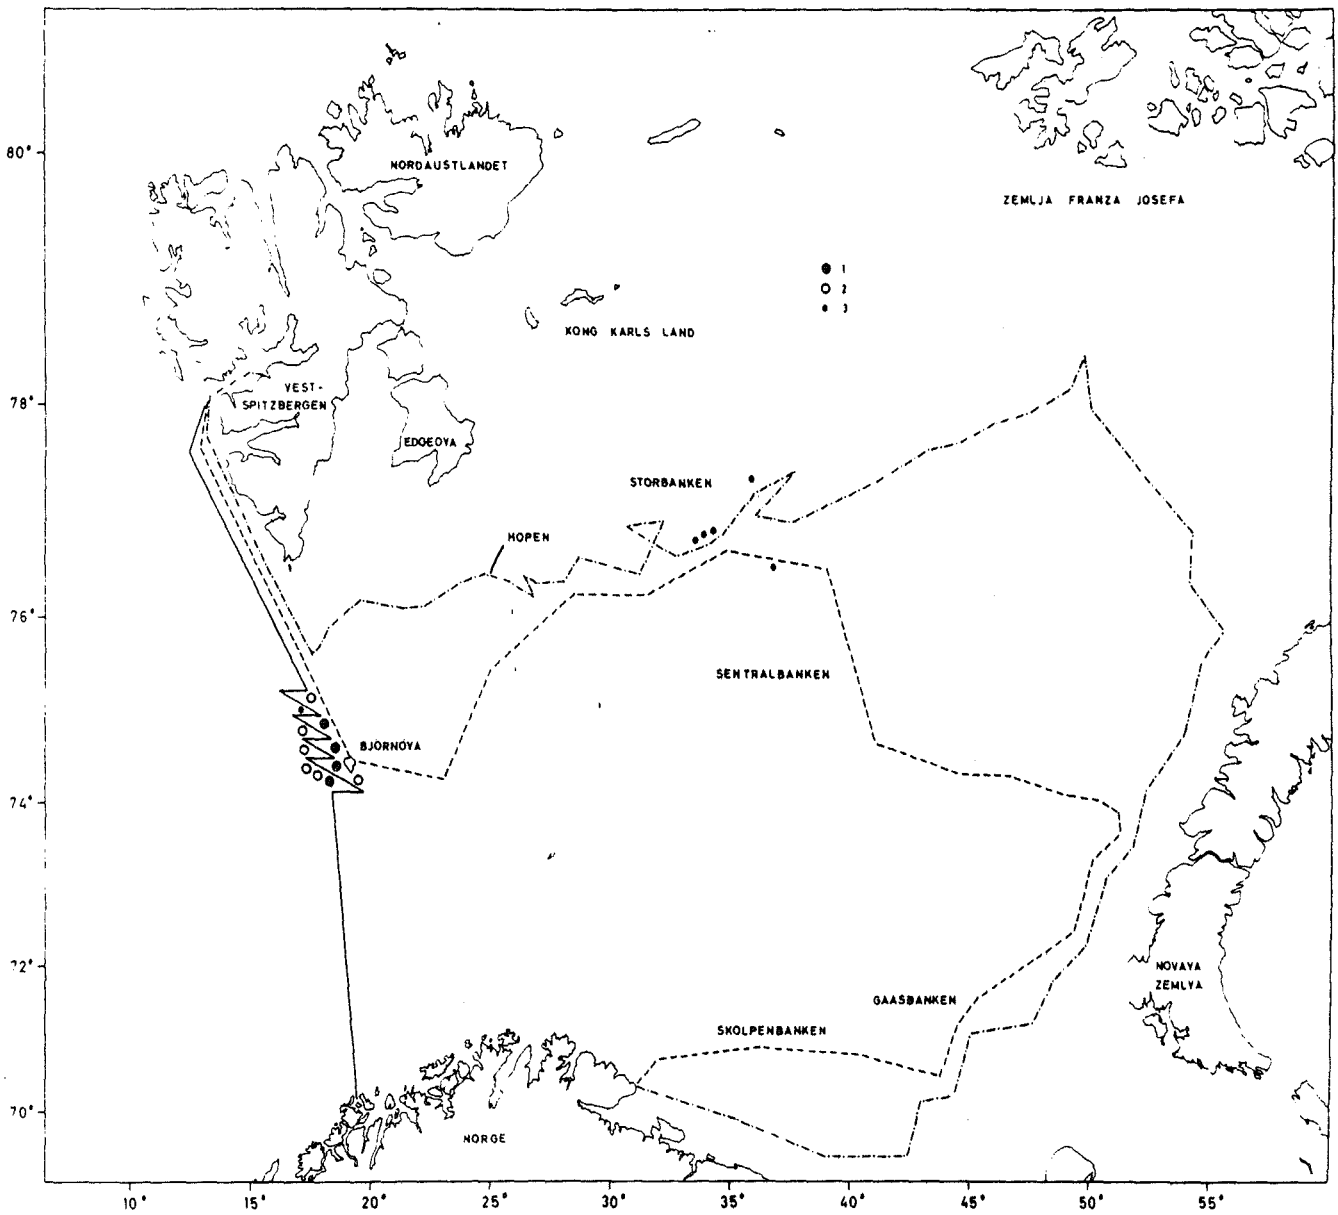 80°
NORDAUSTLANDET
ZEMLJA FRANZA JOSEFA
1
2
3
KONG KARLS LAND
VEST-
SPITZBERGEN
78°
EDGEØYA
STORBANKEN
HOPEN
76°
SENTRALBANKEN
BJØRNØYA
74°
72°
NOVAYA
ZEMLYA
GAASBANKEN
SKOLPENBANKEN
70°
NORGE
10° 15° 20° 25° 30° 35° 40° 45° 50° 55°